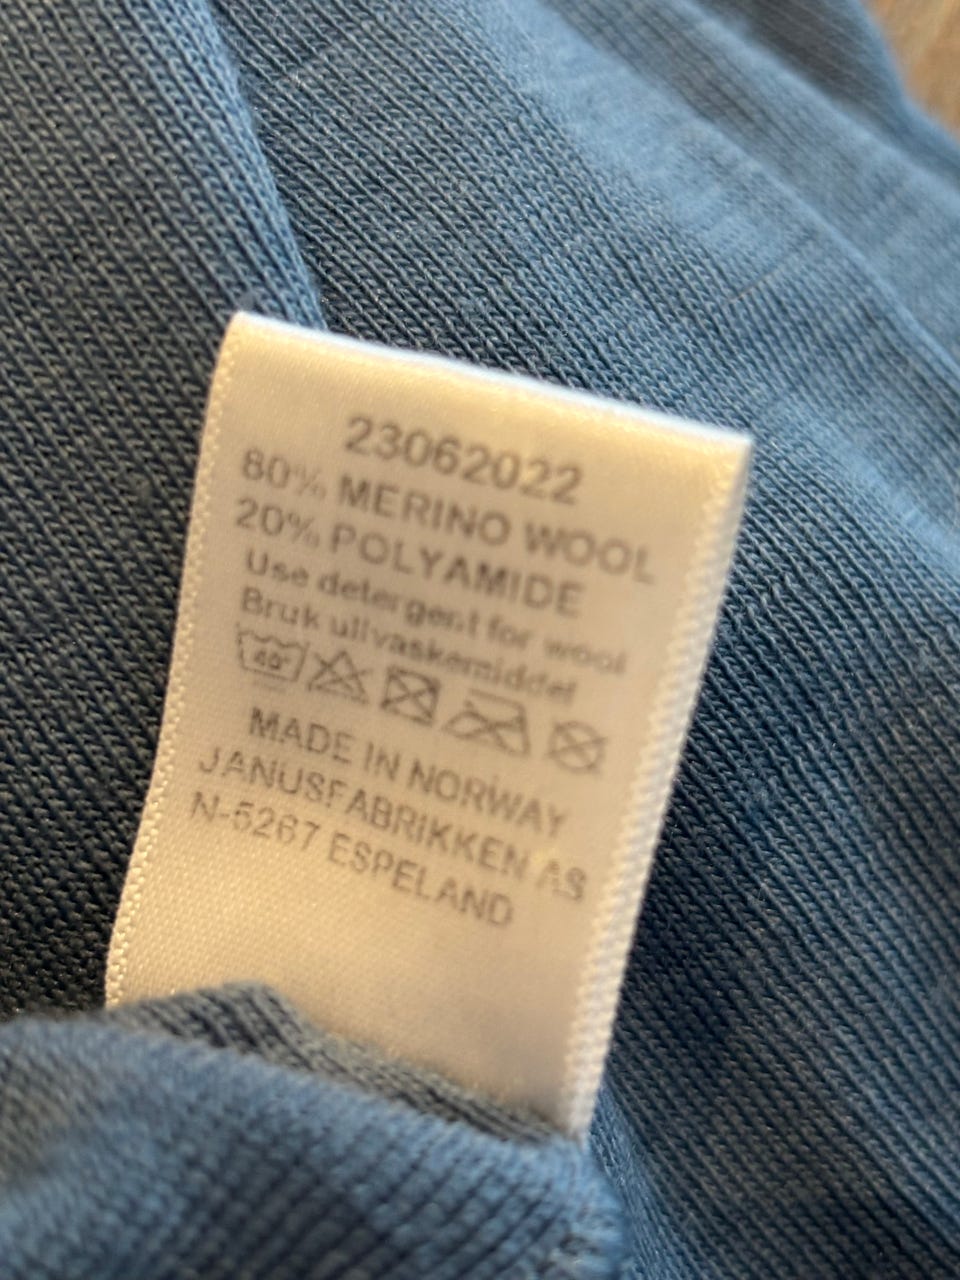 23062022
80% MERINO WOOL
20% POLYAMIDE
Use detergent for wool
Bruk ullvaskemiddel
40°
MADE IN NORWAY
JANUSFABRIKKEN AS
N-5267 ESPELAND